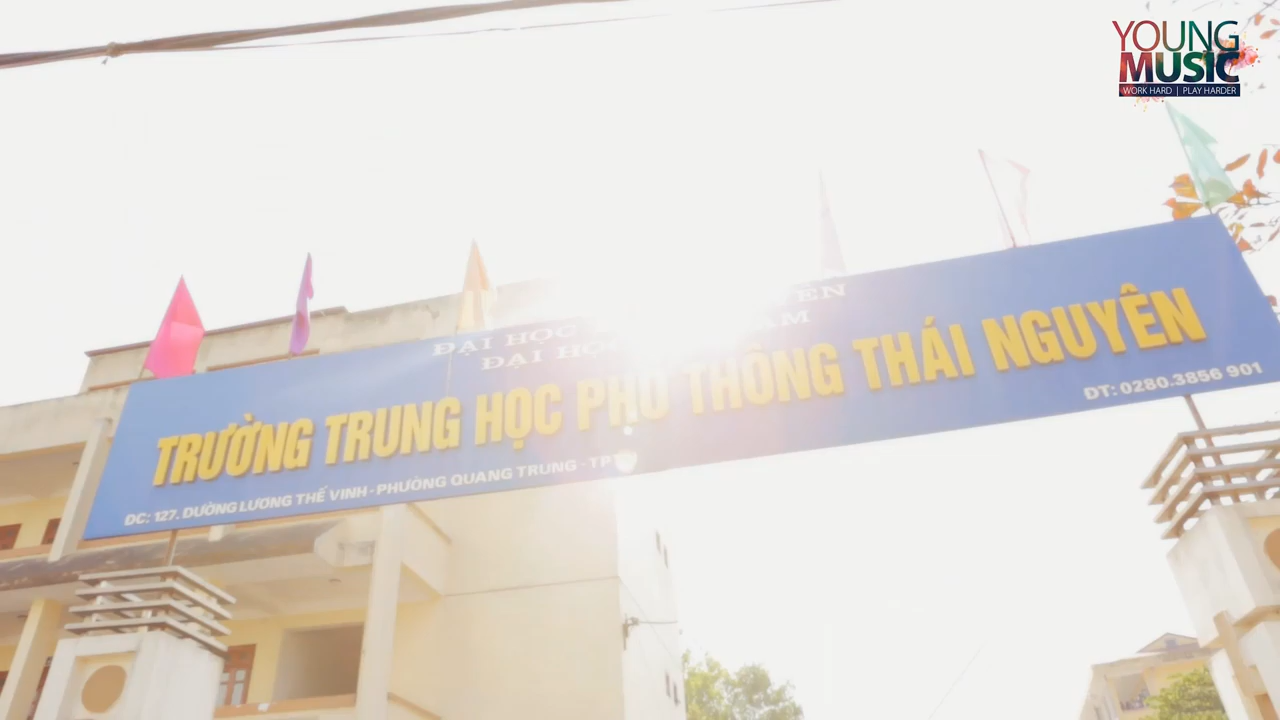 YOUNG
MUSIC
WORK HARD | PLAY HARDER
ĐẠI HỌC
ĐẠI HỌC
TRƯỜNG TRUNG HỌC PHỔ THÔNG THÁI NGUYÊN
ĐC: 127. ĐƯỜNG LƯƠNG THẾ VINH - PHƯỜNG QUANG TRUNG - TP
DT: 0280.3856 901